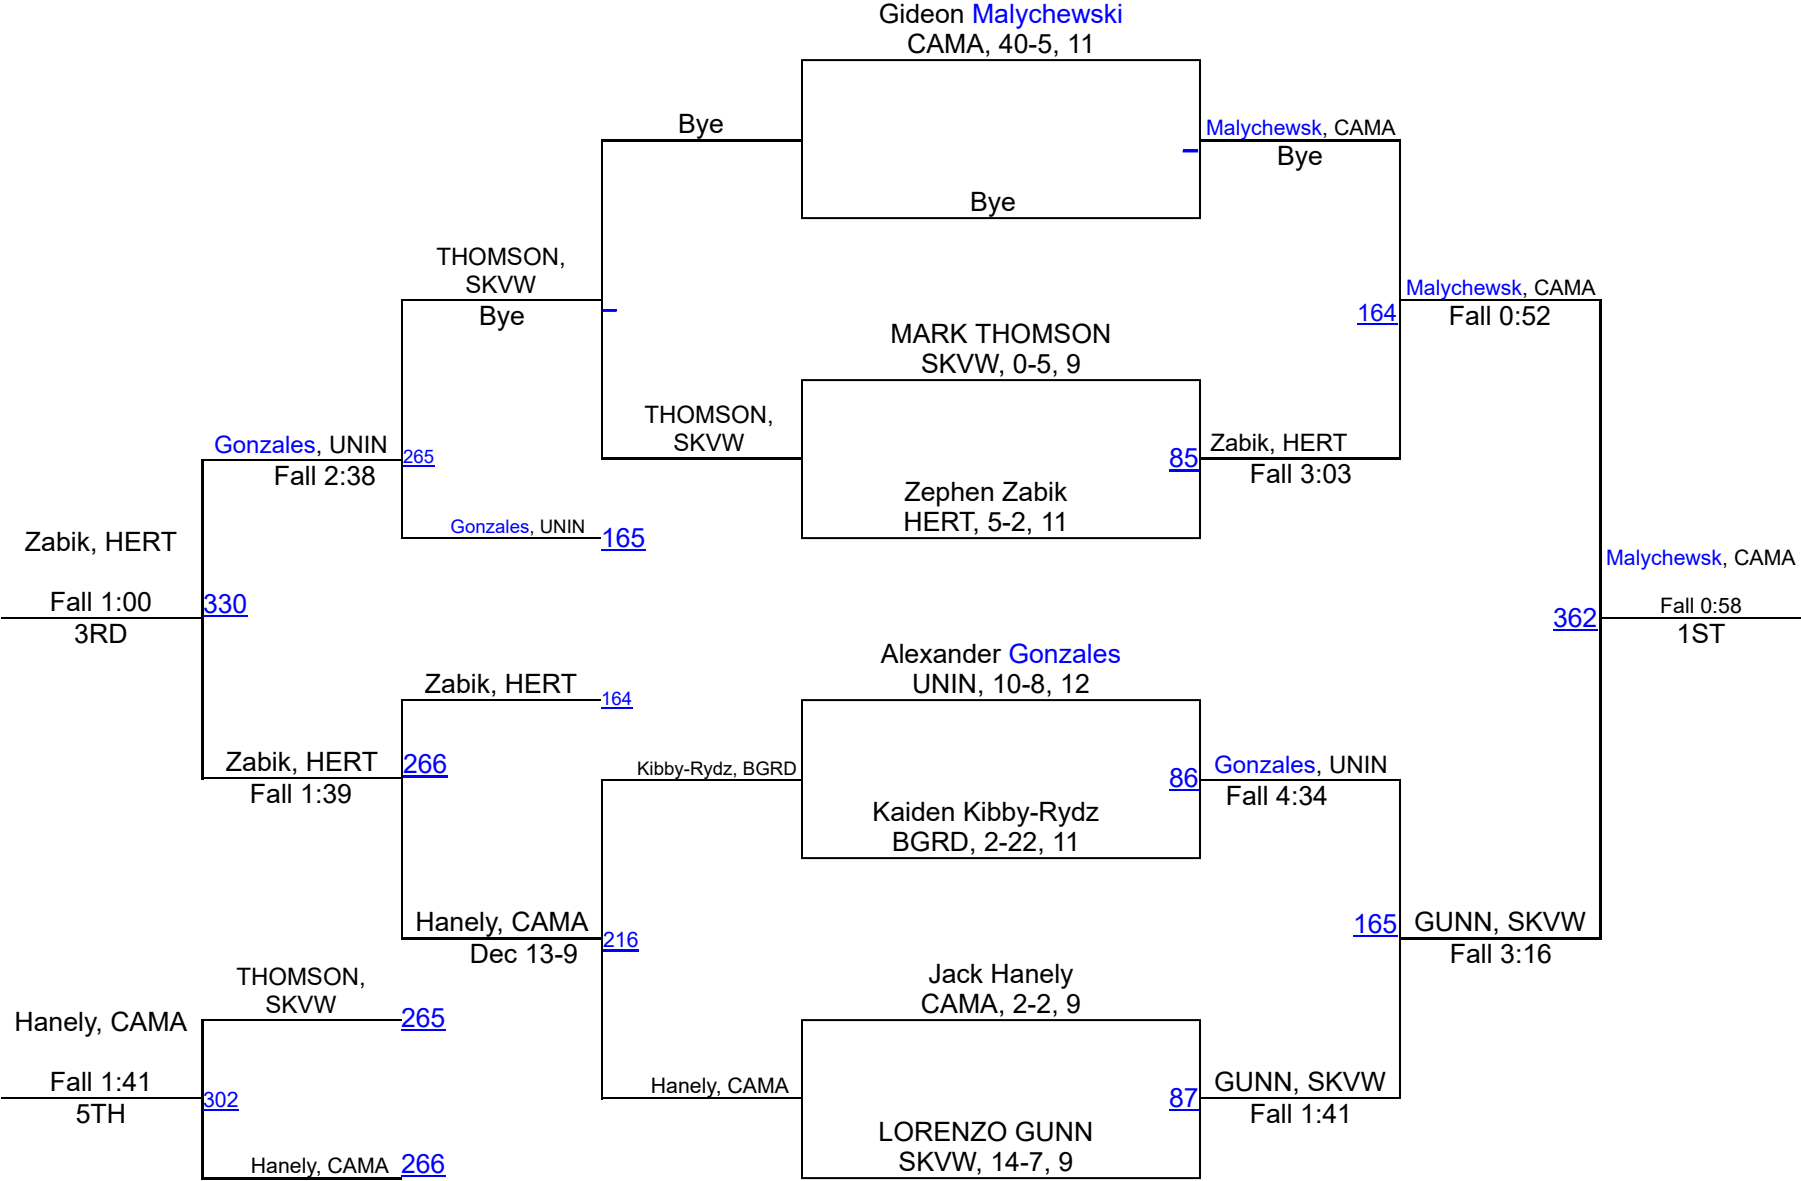 Gideon Malychewski
CAMA, 40-5, 11
Bye
Malychewsk, CAMA
Bye
Bye
THOMSON,
SKVW
Bye
Malychewsk, CAMA
164
Fall 0:52
MARK THOMSON
SKVW, 0-5, 9
THOMSON,
SKVW
Gonzales, UNIN
265
Fall 2:38
85
Zabik, HERT
Fall 3:03
Zephen Zabik
HERT, 5-2, 11
Gonzales, UNIN
165
Zabik, HERT
Fall 1:00
330
3RD
Malychewsk, CAMA
Fall 0:58
362
1ST
Alexander Gonzales
UNIN, 10-8, 12
Zabik, HERT
164
Zabik, HERT
266
Fall 1:39
Kibby-Rydz, BGRD
86
Gonzales, UNIN
Fall 4:34
Kaiden Kibby-Rydz
BGRD, 2-22, 11
Hanely, CAMA
216
Dec 13-9
165
GUNN, SKVW
Fall 3:16
Jack Hanely
CAMA, 2-2, 9
THOMSON,
SKVW
265
Hanely, CAMA
Fall 1:41
302
5TH
Hanely, CAMA
87
GUNN, SKVW
Fall 1:41
LORENZO GUNN
SKVW, 14-7, 9
Hanely, CAMA
266